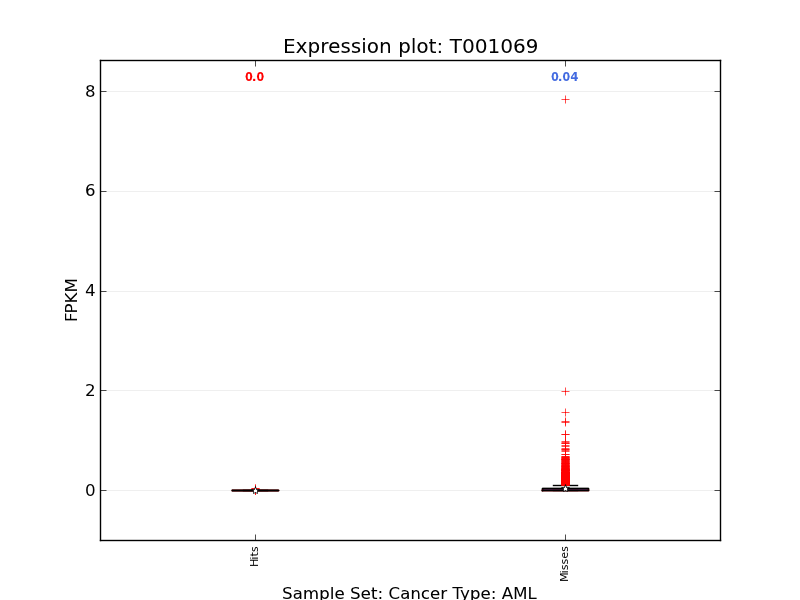 Expression plot: T001069
0.0
0.04
8
6
4
2
0
FPKM
Hits
Misses
Sample Set: Cancer Type: AML